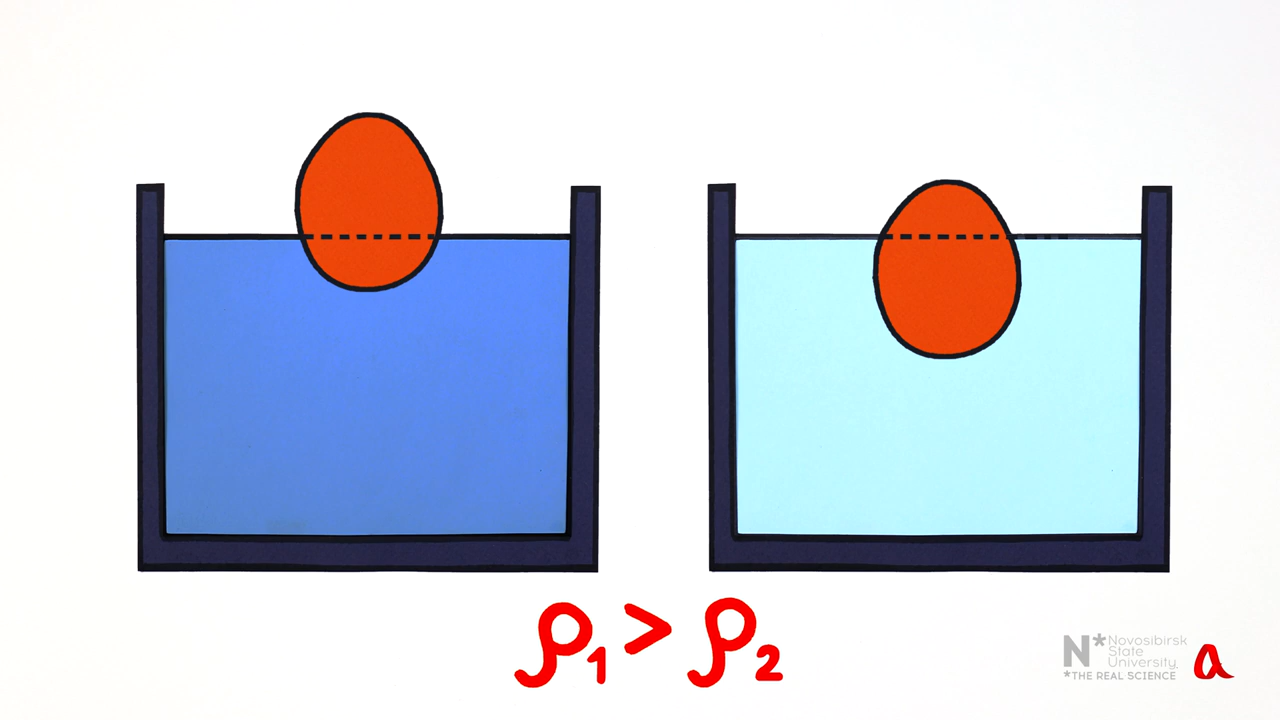 ρ₁ > ρ₂
N* Novosibirsk
State
University
*THE REAL SCIENCE
a